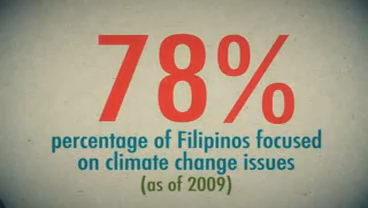 78%
percentage of Filipinos focused
on climate change issues
(as of 2009)